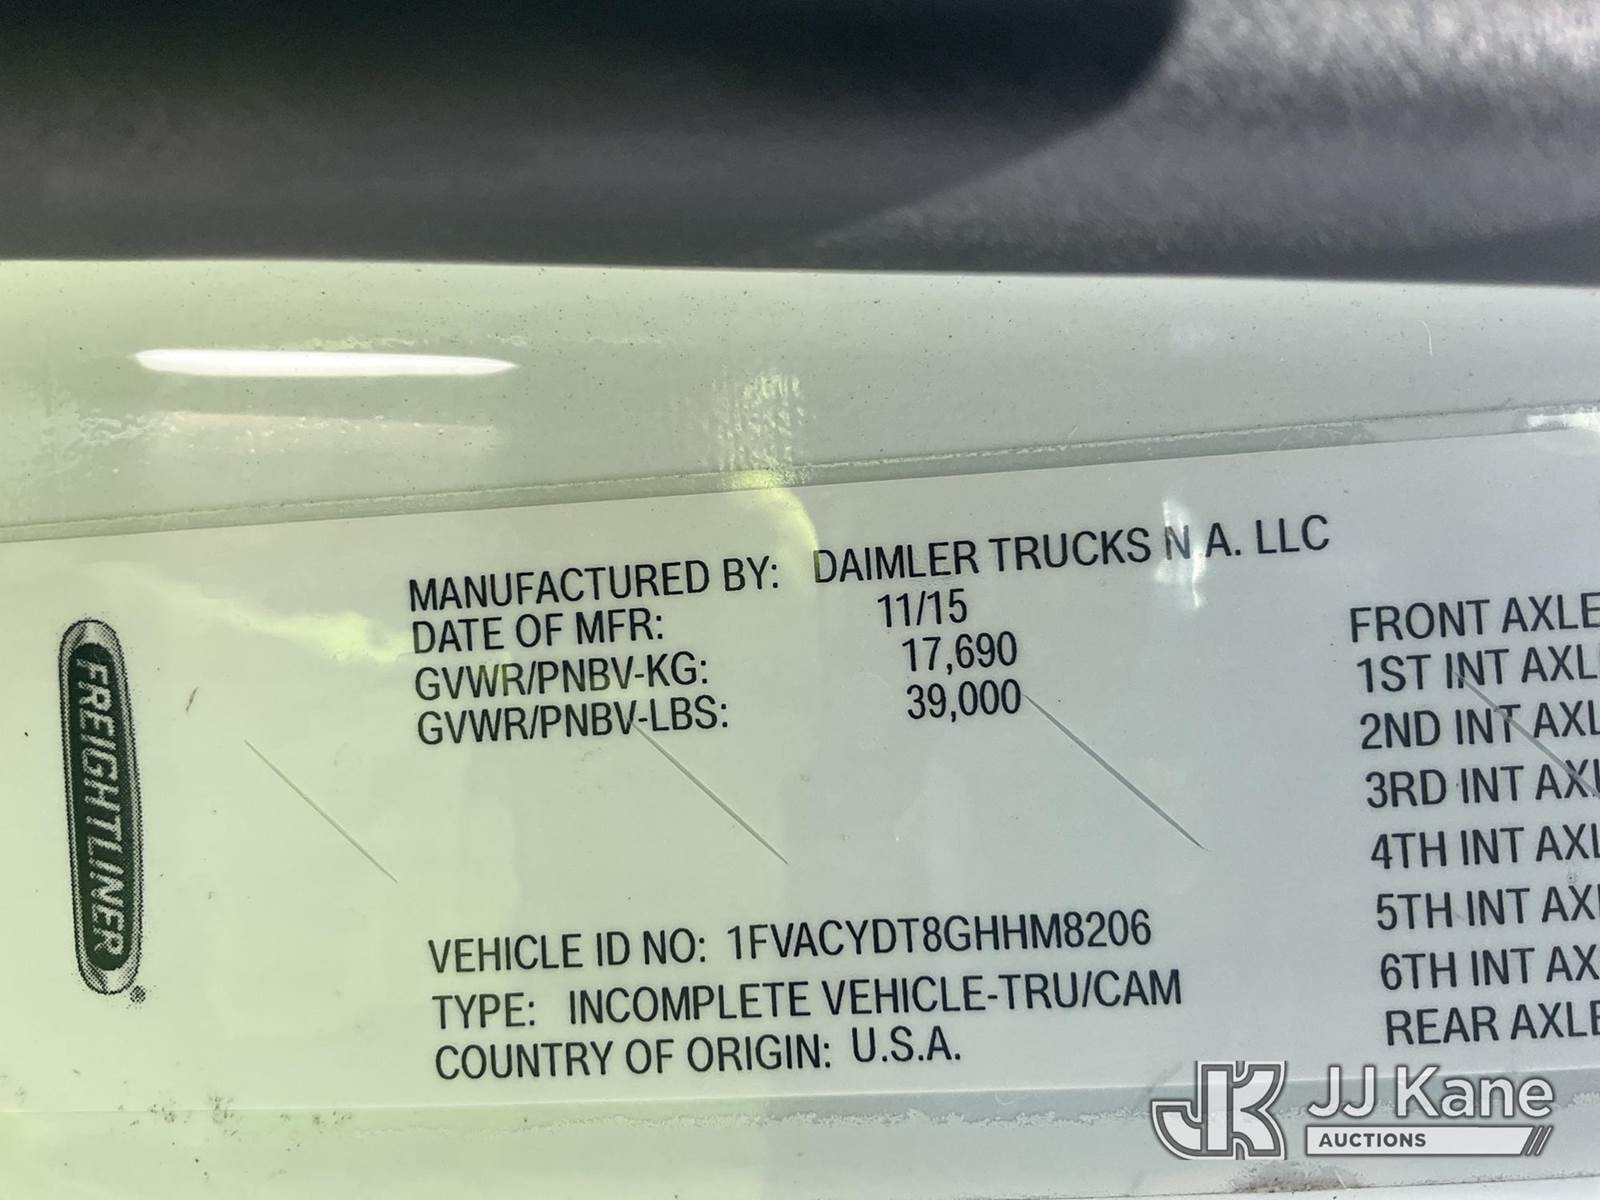 MANUFACTURED BY: DAIMLER TRUCKS N.A. LLC
DATE OF MFR: 11/15
GVWR/PNBV-KG: 17,690
GVWR/PNBV-LBS: 39,000
FREIGHTLINER
VEHICLE ID NO: 1FVACYDT8GHHM8206
TYPE: INCOMPLETE VEHICLE-TRU/CAM
COUNTRY OF ORIGIN: U.S.A.
FRONT AXLE
1ST INT AXL
2ND INT AXL
3RD INT AXL
4TH INT AXL
5TH INT AX
6TH INT AX
REAR AXLE
JK JJ Kane
AUCTIONS